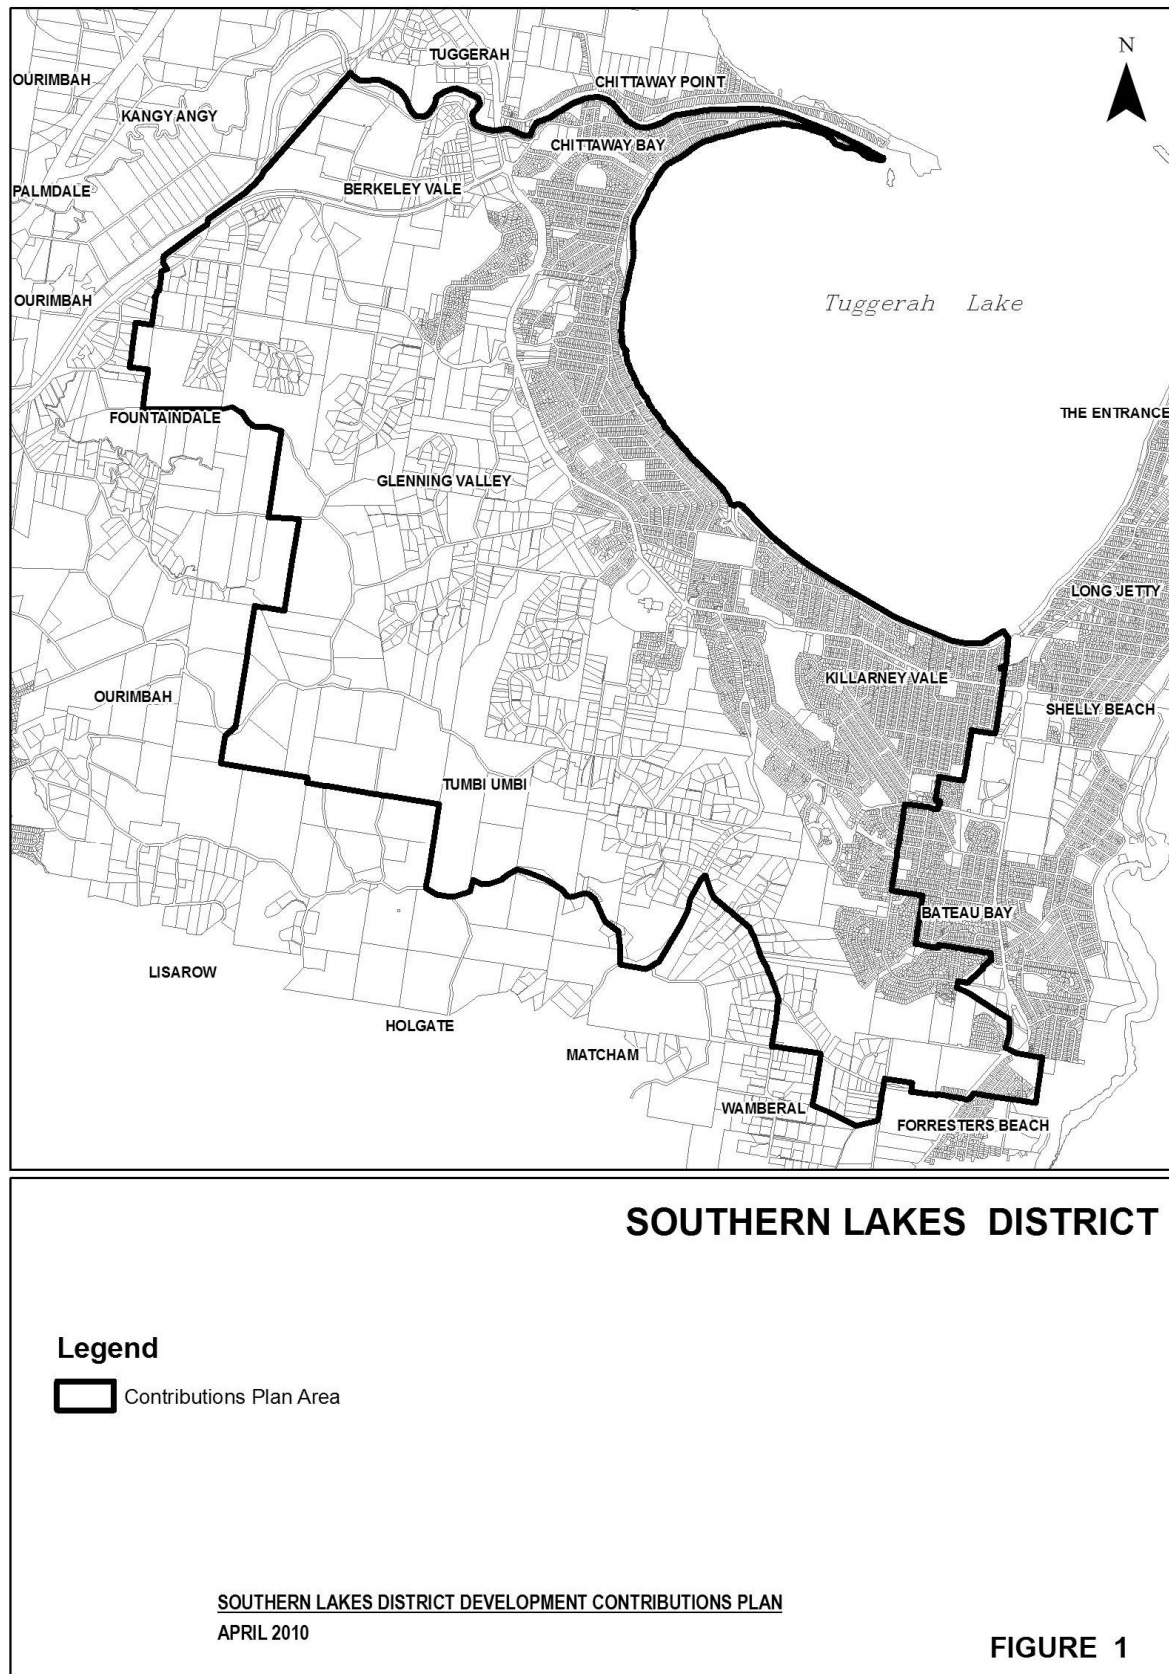 N
TUGGERAH
OURIMBAH
CHITTAWAY POINT
KANGY ANGY
CHITTAWAY BAY
PALMDALE
BERKELEY VALE
OURIMBAH
Tuggerah Lake
THE ENTRANCE
FOUNTAINDALE
GLENNING VALLEY
LONG JETTY
KILLARNEY VALE
OURIMBAH
SHELLY BEACH
TUMBI UMBI
BATEAU BAY
LISAROW
HOLGATE
MATCHAM
WAMBERAL
FORRESTERS BEACH
SOUTHERN LAKES DISTRICT
Legend
Contributions Plan Area
SOUTHERN LAKES DISTRICT DEVELOPMENT CONTRIBUTIONS PLAN
APRIL 2010
FIGURE 1